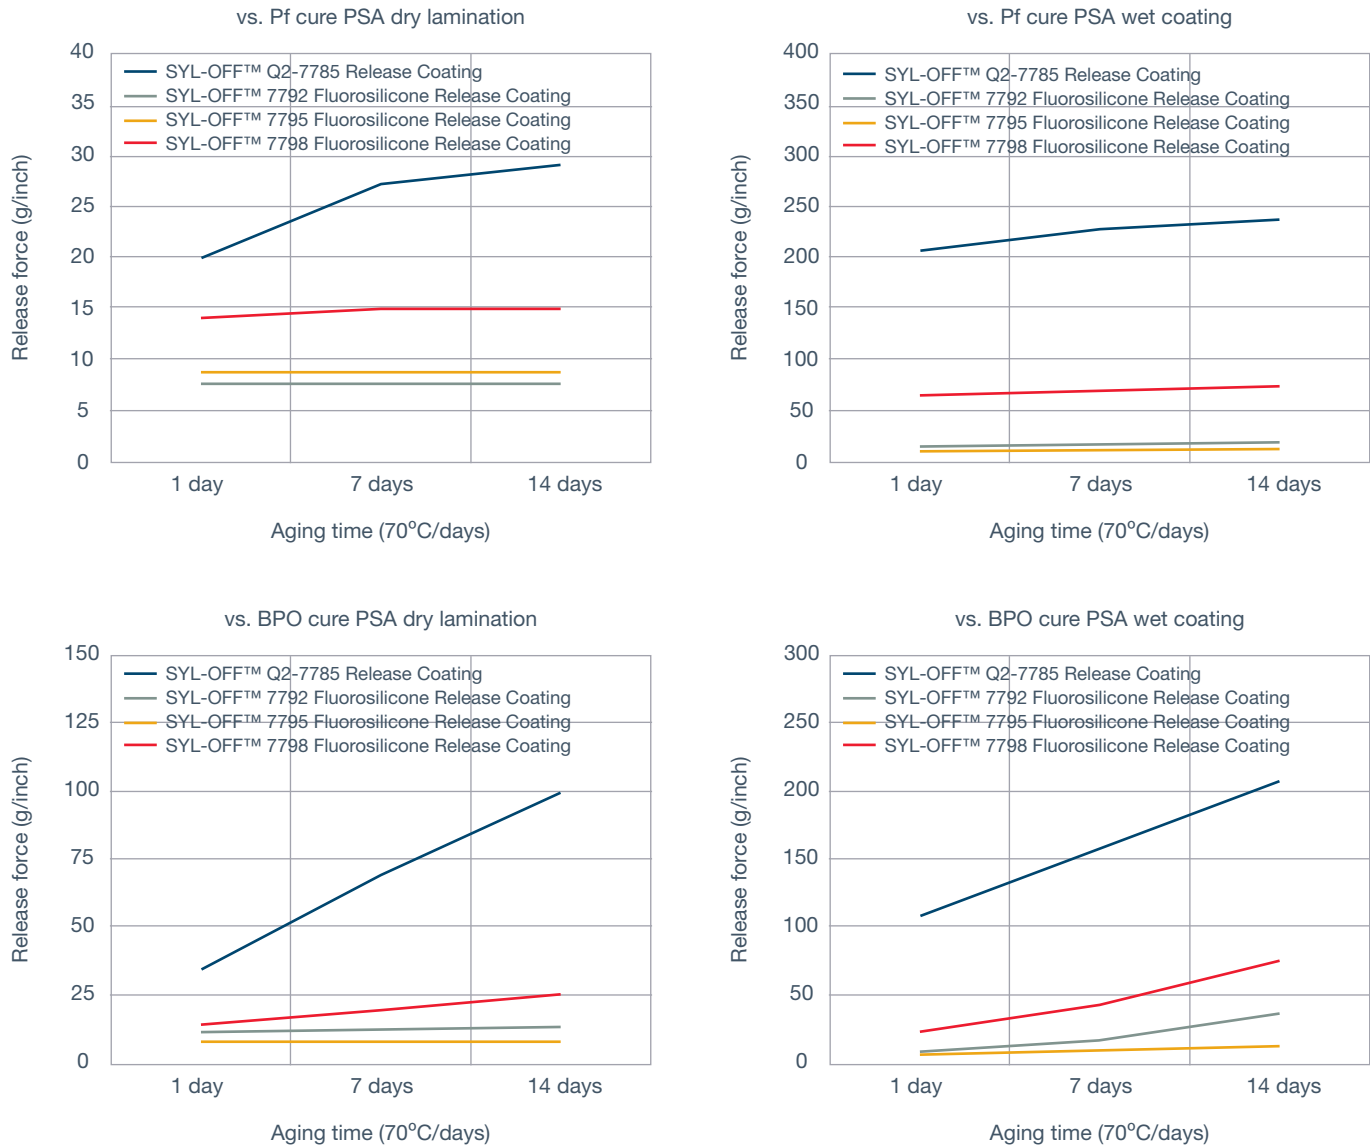 vs. Pf cure PSA dry lamination
40
35
30
25
20
15
10
5
0
Release force (g/inch)
SYL-OFF™ Q2-7785 Release Coating
SYL-OFF™ 7792 Fluorosilicone Release Coating
SYL-OFF™ 7795 Fluorosilicone Release Coating
SYL-OFF™ 7798 Fluorosilicone Release Coating
1 day 7 days 14 days
Aging time (70°C/days)
vs. Pf cure PSA wet coating
400
350
300
250
200
150
100
50
0
Release force (g/inch)
SYL-OFF™ Q2-7785 Release Coating
SYL-OFF™ 7792 Fluorosilicone Release Coating
SYL-OFF™ 7795 Fluorosilicone Release Coating
SYL-OFF™ 7798 Fluorosilicone Release Coating
1 day 7 days 14 days
Aging time (70°C/days)
vs. BPO cure PSA dry lamination
150
125
100
75
50
25
0
Release force (g/inch)
SYL-OFF™ Q2-7785 Release Coating
SYL-OFF™ 7792 Fluorosilicone Release Coating
SYL-OFF™ 7795 Fluorosilicone Release Coating
SYL-OFF™ 7798 Fluorosilicone Release Coating
1 day 7 days 14 days
Aging time (70°C/days)
vs. BPO cure PSA wet coating
300
250
200
150
100
50
0
Release force (g/inch)
SYL-OFF™ Q2-7785 Release Coating
SYL-OFF™ 7792 Fluorosilicone Release Coating
SYL-OFF™ 7795 Fluorosilicone Release Coating
SYL-OFF™ 7798 Fluorosilicone Release Coating
1 day 7 days 14 days
Aging time (70°C/days)